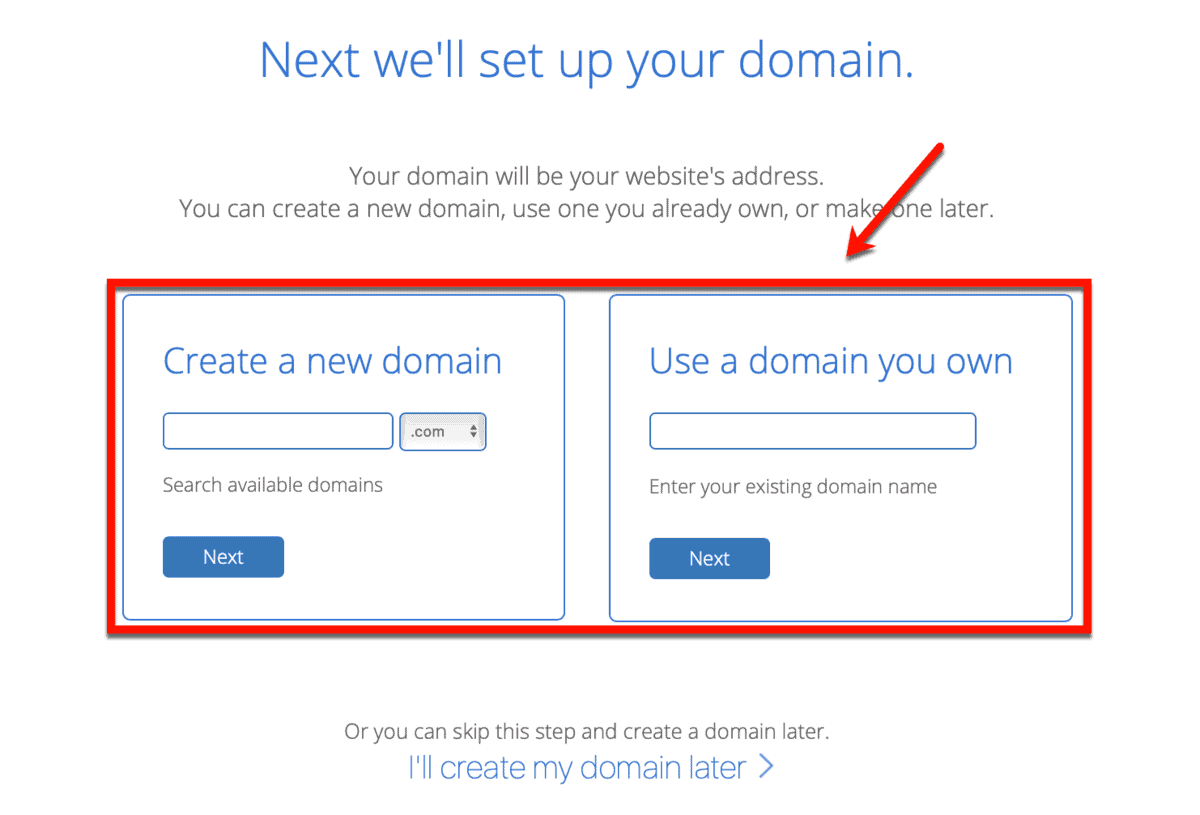 Next we'll set up your domain.
Your domain will be your website's address.
You can create a new domain, use one you already own, or make one later.
Create a new domain
.com
Search available domains
Next
Use a domain you own
Enter your existing domain name
Next
Or you can skip this step and create a domain later.
I'll create my domain later